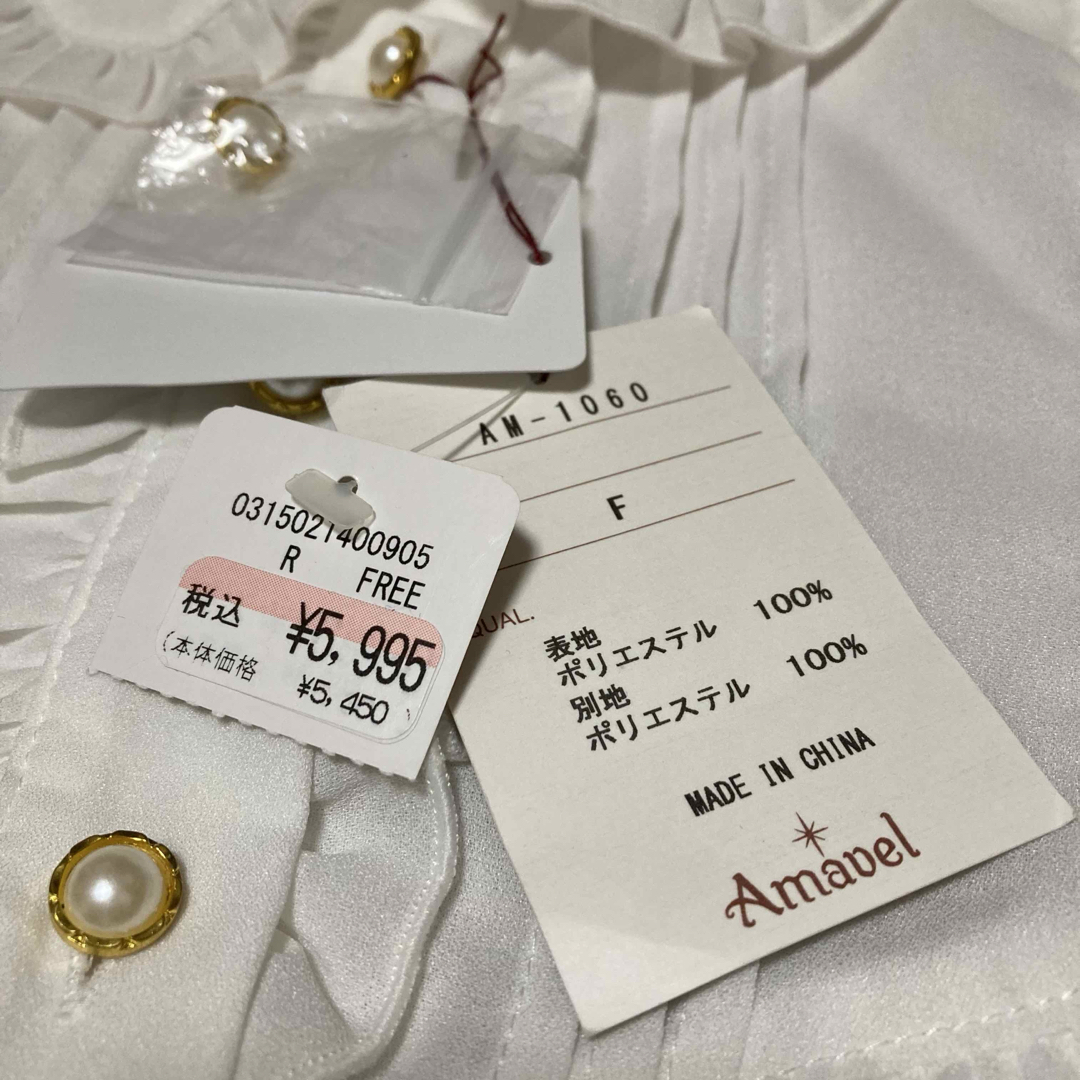 0315021400905
R FREE
税込 ¥5,995
(本体価格 ¥5,450)
AM-1060
F
QUAL.
表地
ポリエステル 100%
別地
ポリエステル 100%
MADE IN CHINA
Amavel